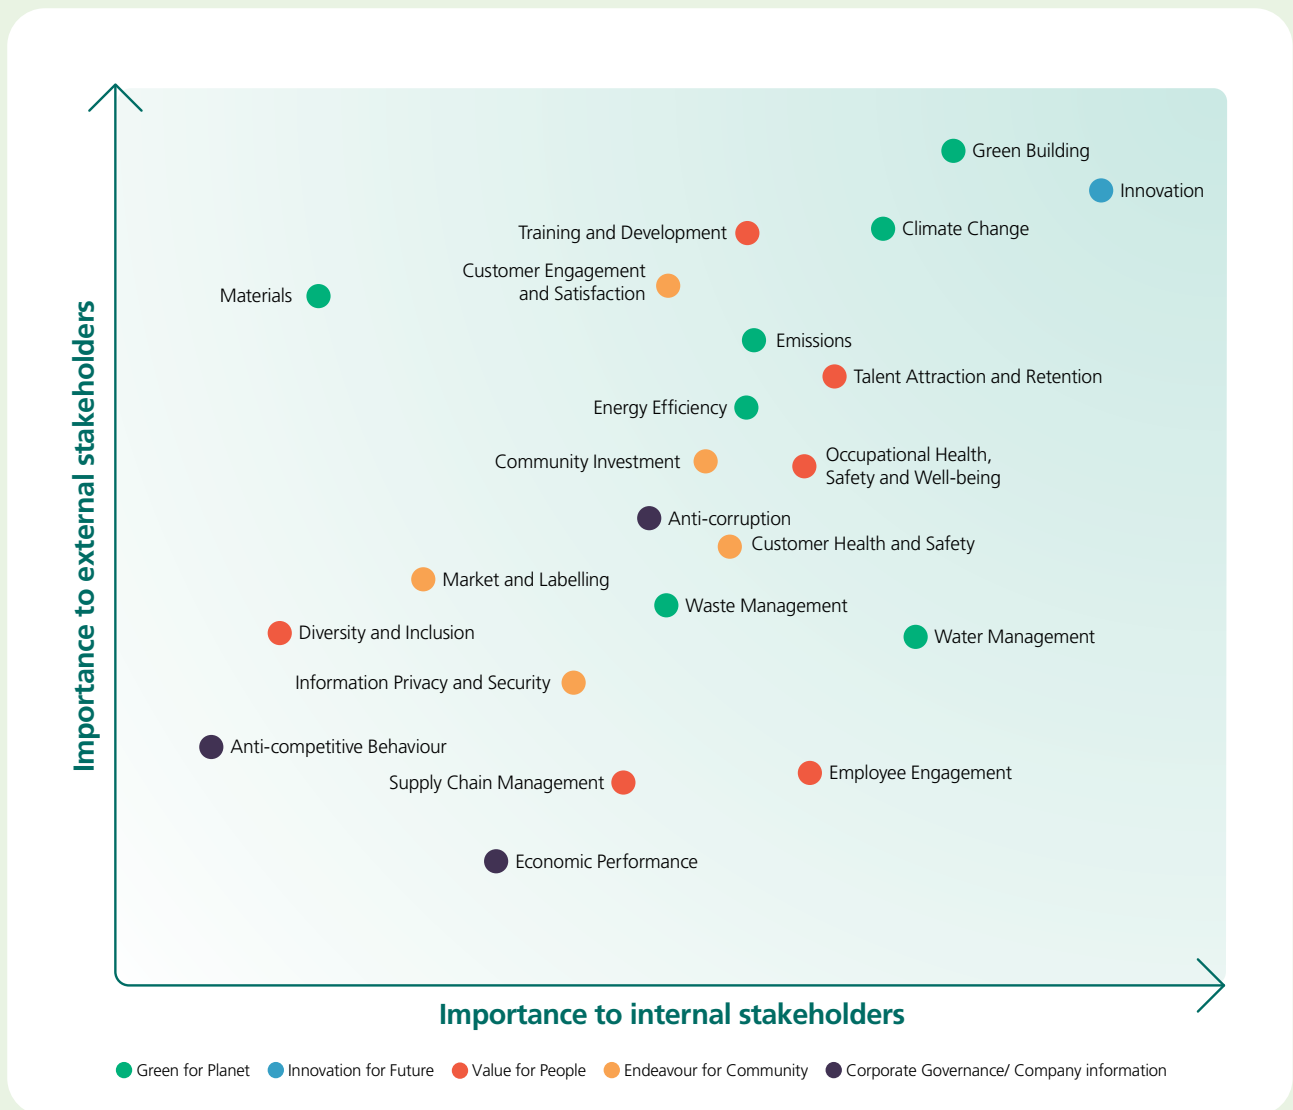 Green Building
Innovation
Climate Change
Training and Development
Customer Engagement
and Satisfaction
Materials
Emissions
Talent Attraction and Retention
Energy Efficiency
Community Investment
Occupational Health,
Safety and Well-being
Anti-corruption
Customer Health and Safety
Market and Labelling
Waste Management
Diversity and Inclusion
Water Management
Information Privacy and Security
Anti-competitive Behaviour
Supply Chain Management
Employee Engagement
Economic Performance
Importance to external stakeholders
Importance to internal stakeholders
Green for Planet Innovation for Future Value for People Endeavour for Community Corporate Governance/ Company information